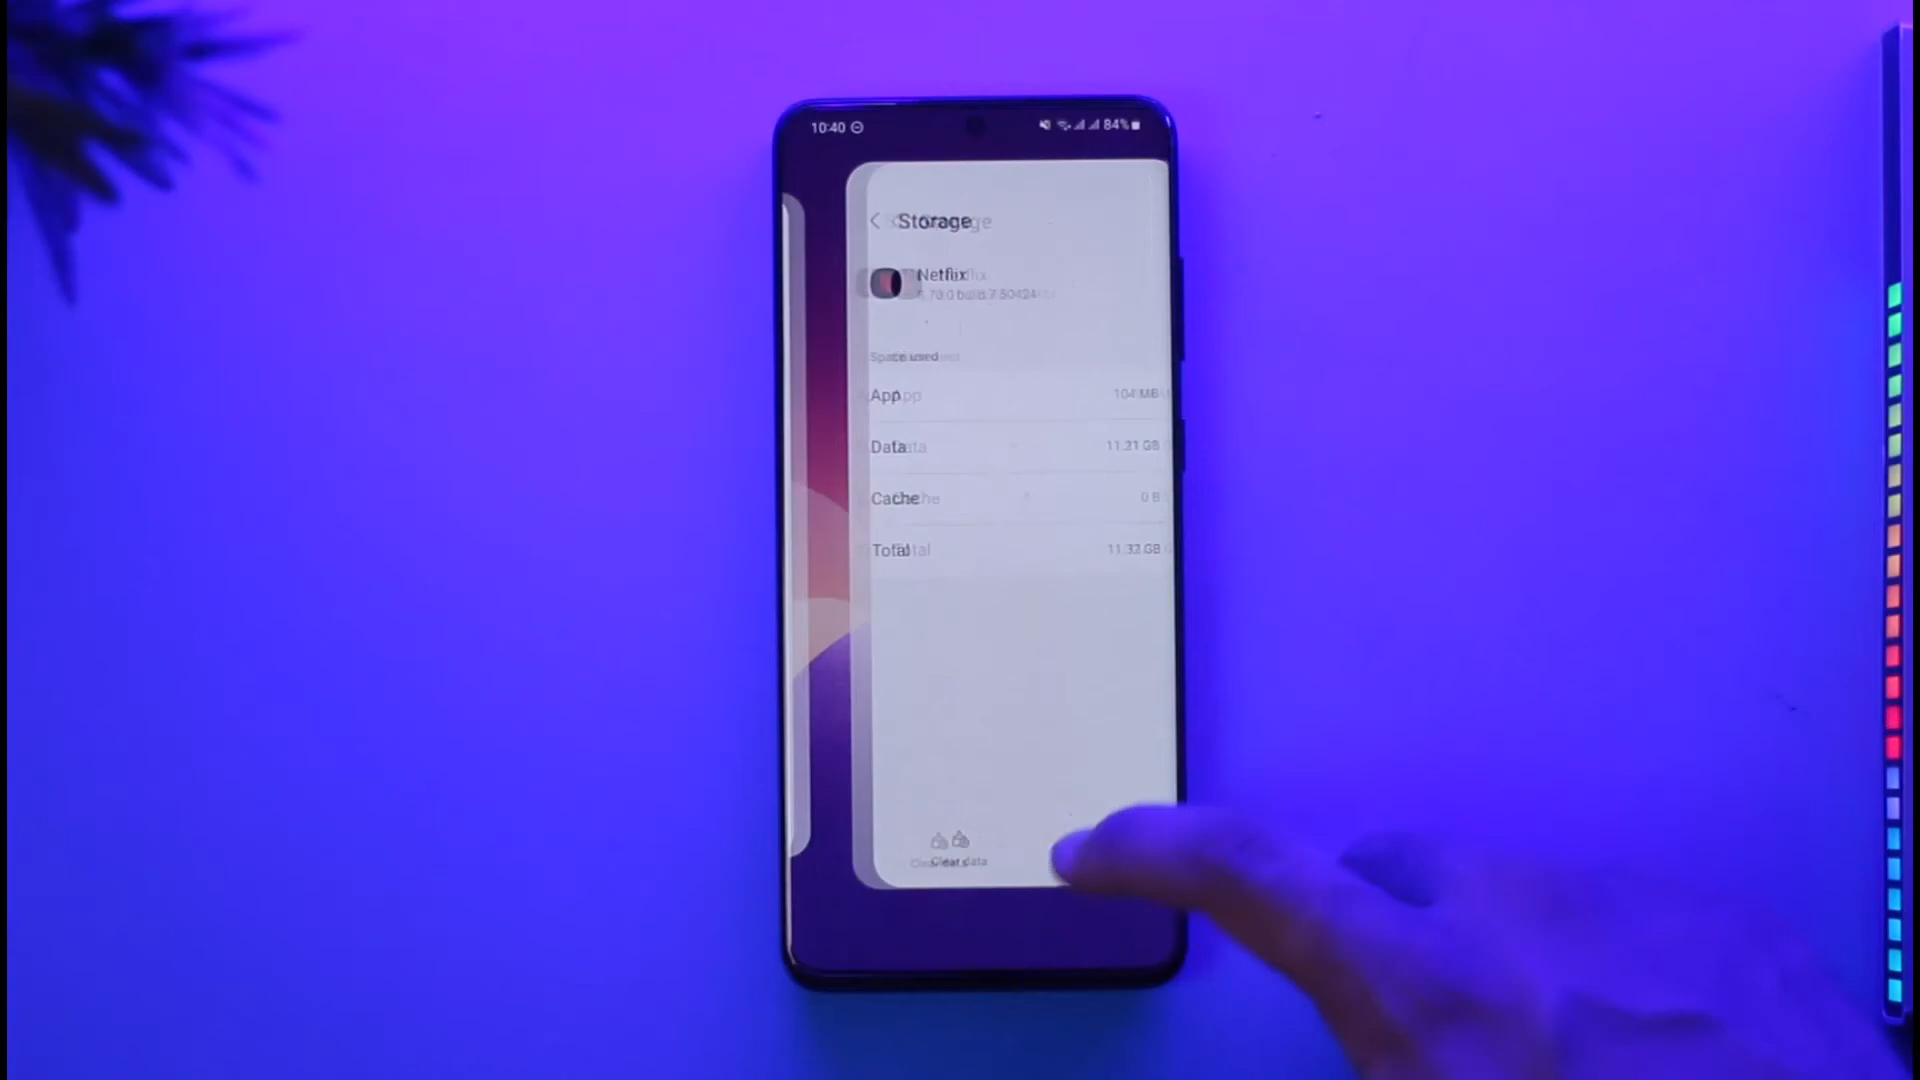 10:40 84%
Storage
Netflix
Space used
App 104 MB
Data 11.21 GB
Cache 0 B
Total 11.32 GB
Clear data